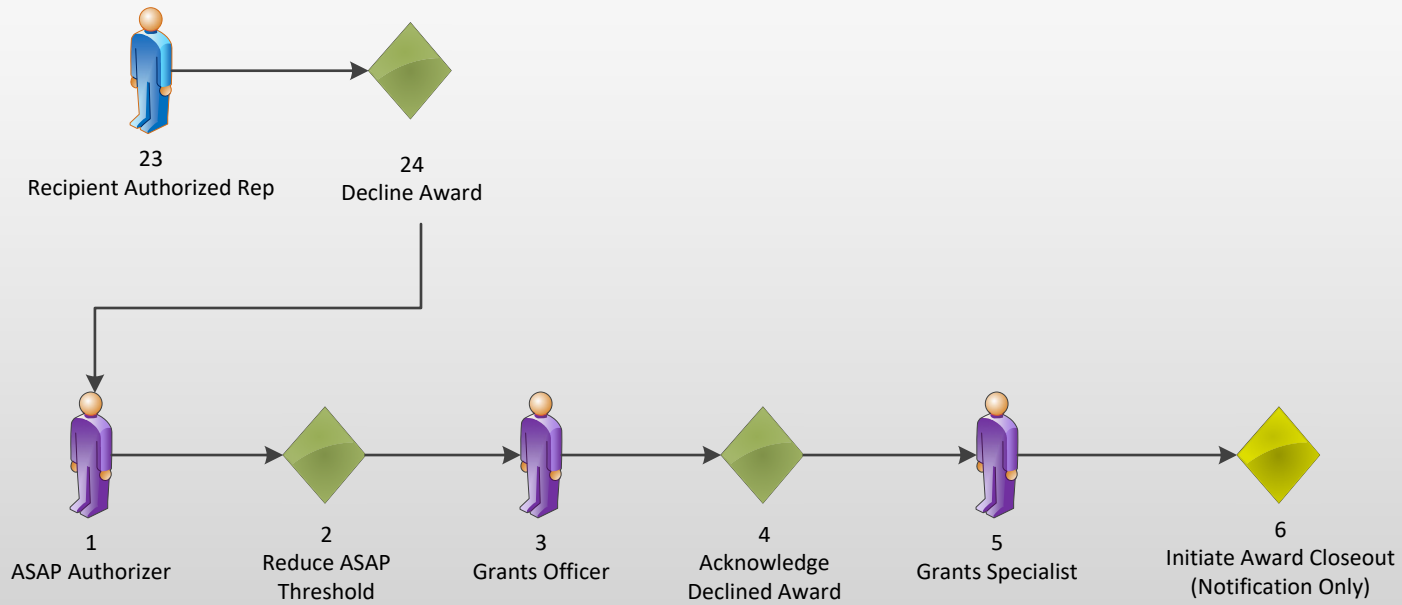 23
Recipient Authorized Rep
24
Decline Award
1
ASAP Authorizer
2
Reduce ASAP
Threshold
3
Grants Officer
4
Acknowledge
Declined Award
5
Grants Specialist
6
Initiate Award Closeout
(Notification Only)